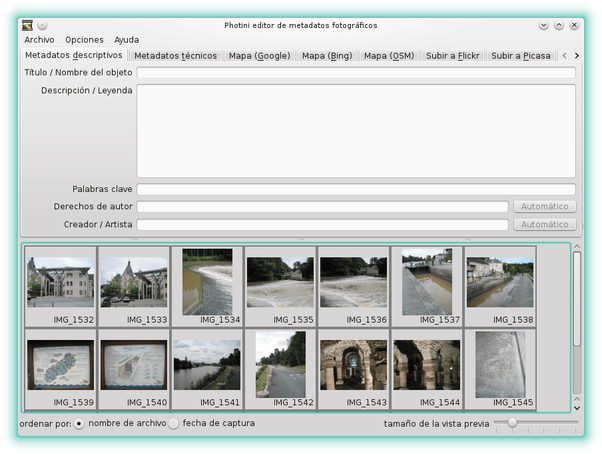 Photini editor de metadatos fotográficos
Archivo Opciones Ayuda
Metadatos descriptivos Metadatos técnicos Mapa (Google) Mapa (Bing) Mapa (OSM) Subir a Flickr Subir a Picasa
Título / Nombre del objeto
Descripción / Leyenda
Palabras clave
Derechos de autor Automático
Creador / Artista Automático
IMG_1532 IMG_1533 IMG_1534 IMG_1535 IMG_1536 IMG_1537 IMG_1538
IMG_1539 IMG_1540 IMG_1541 IMG_1542 IMG_1543 IMG_1544 IMG_1545
ordenar por: nombre de archivo fecha de captura tamaño de la vista previa